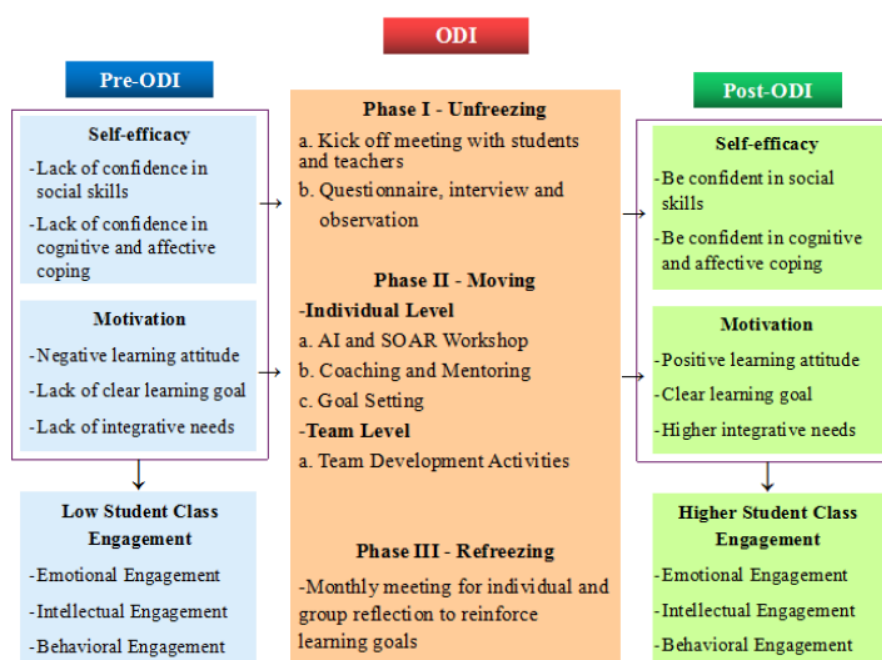 ODI
Pre-ODI
Self-efficacy
-Lack of confidence in
social skills
-Lack of confidence in
cognitive and affective
coping
Motivation
-Negative learning attitude
-Lack of clear learning goal
-Lack of integrative needs
Low Student Class
Engagement
-Emotional Engagement
-Intellectual Engagement
-Behavioral Engagement
Phase I - Unfreezing
a. Kick off meeting with students
and teachers
b. Questionnaire, interview and
observation
Phase II - Moving
-Individual Level
a. AI and SOAR Workshop
b. Coaching and Mentoring
c. Goal Setting
-Team Level
a. Team Development Activities
Phase III - Refreezing
-Monthly meeting for individual and
group reflection to reinforce
learning goals
Post-ODI
Self-efficacy
-Be confident in social
skills
-Be confident in cognitive
and affective coping
Motivation
-Positive learning attitude
-Clear learning goal
-Higher integrative needs
Higher Student Class
Engagement
-Emotional Engagement
-Intellectual Engagement
-Behavioral Engagement